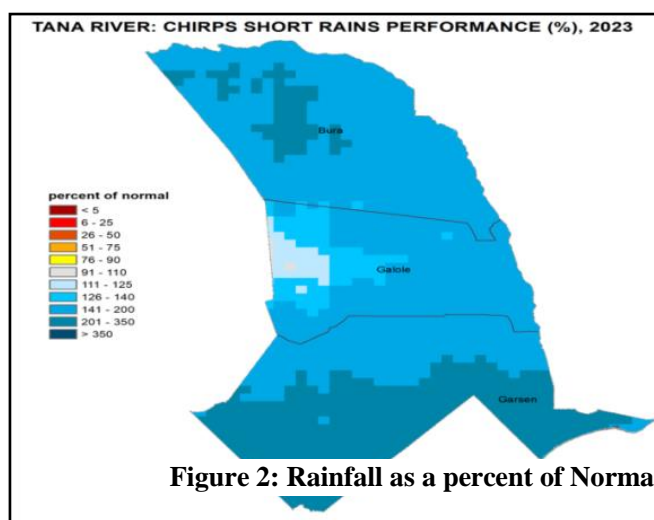 TANA RIVER: CHIRPS SHORT RAINS PERFORMANCE (%), 2023
Bura
percent of normal
< 5
6 - 25
26 - 50
51 - 75
76 - 90
91 - 110
111 - 125
126 - 140
141 - 200
201 - 350
> 350
Galole
Garsen
Figure 2: Rainfall as a percent of Norma